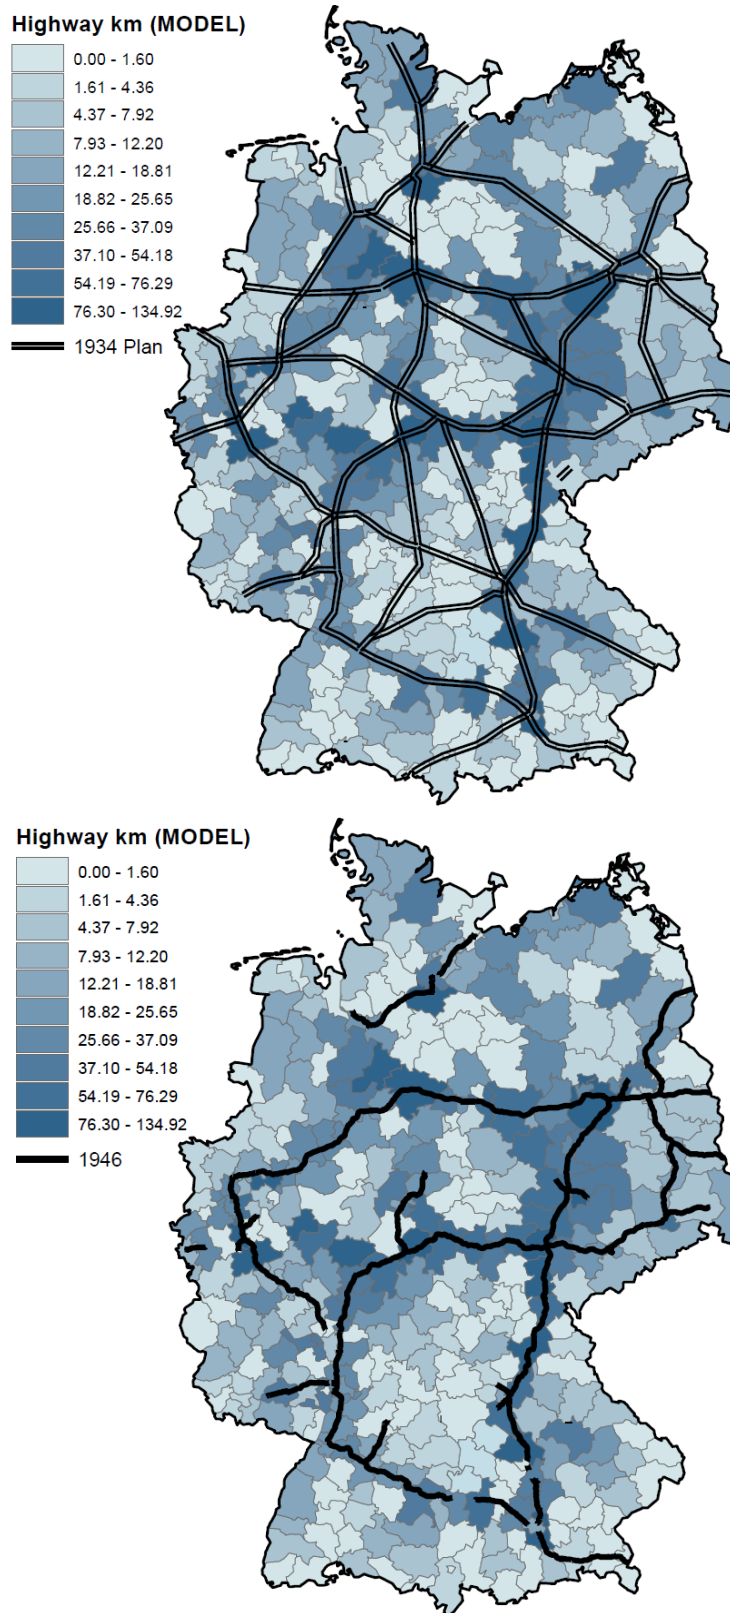 Highway km (MODEL)
0.00 - 1.60
1.61 - 4.36
4.37 - 7.92
7.93 - 12.20
12.21 - 18.81
18.82 - 25.65
25.66 - 37.09
37.10 - 54.18
54.19 - 76.29
76.30 - 134.92
1934 Plan
Highway km (MODEL)
0.00 - 1.60
1.61 - 4.36
4.37 - 7.92
7.93 - 12.20
12.21 - 18.81
18.82 - 25.65
25.66 - 37.09
37.10 - 54.18
54.19 - 76.29
76.30 - 134.92
1946